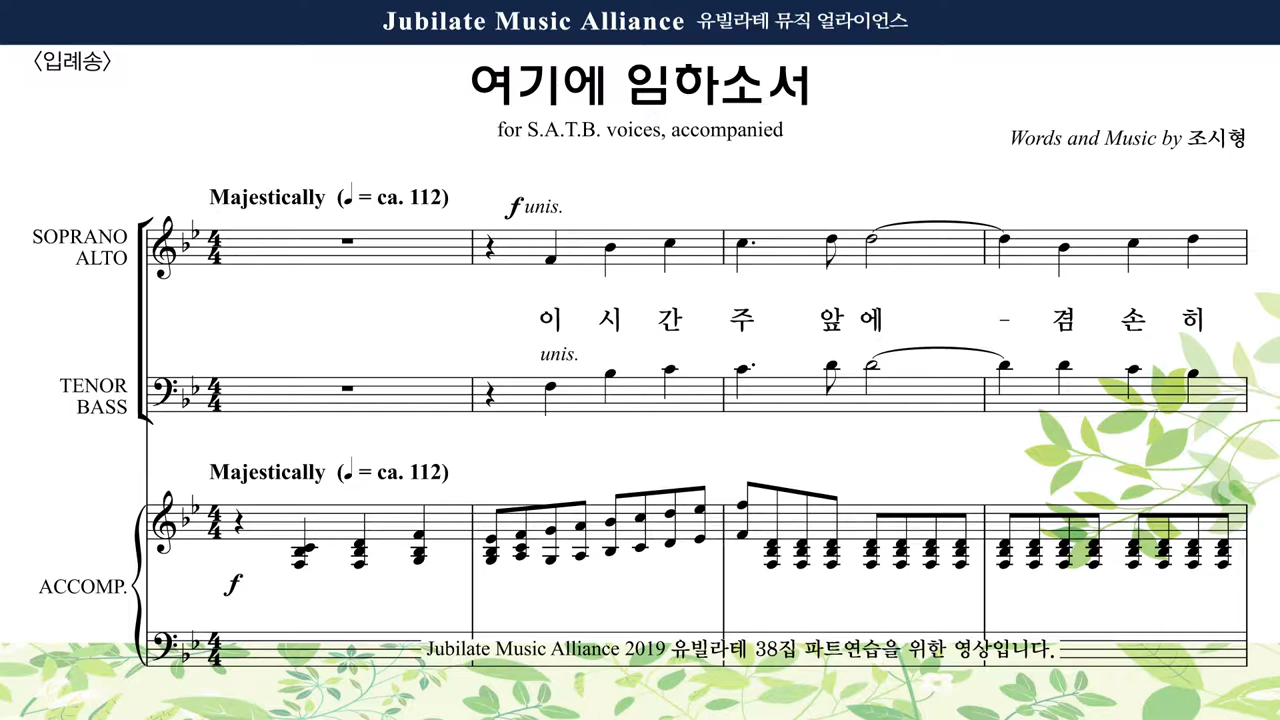 Jubilate Music Alliance 유빌라테 뮤직 얼라이언스
〈입례송〉
여기에 임하소서
for S.A.T.B. voices, accompanied
Words and Music by 조시형
Majestically (♩ = ca. 112)
f unis.
SOPRANO
ALTO
이 시 간 주 앞 에 - 겸 손 히
unis.
TENOR
BASS
Majestically (♩ = ca. 112)
f
ACCOMP.
Jubilate Music Alliance 2019 유빌라테 38집 파트연습을 위한 영상입니다.